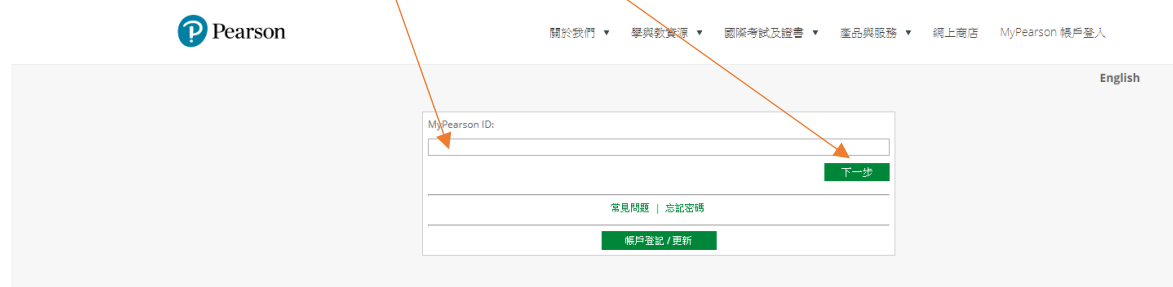 Pearson
關於我們 ▼ 學與教資源 ▼ 國際考試及證書 ▼ 產品與服務 ▼ 網上商店 MyPearson 帳戶登入
English
MyPearson ID:
下一步
常見問題 | 忘記密碼
帳戶登記 / 更新